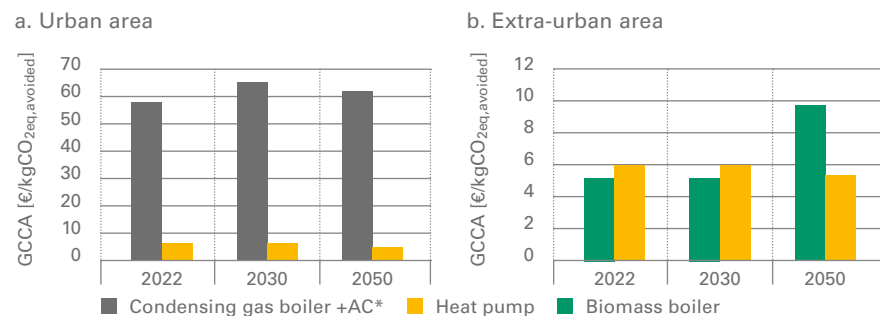 a. Urban area
GCCA [€/kgCO2eq,avoided]
70
60
50
40
30
20
10
0
2022 2030 2050
b. Extra-urban area
GCCA [€/kgCO2eq,avoided]
12
10
8
6
4
2
0
2022 2030 2050
Condensing gas boiler +AC* Heat pump Biomass boiler